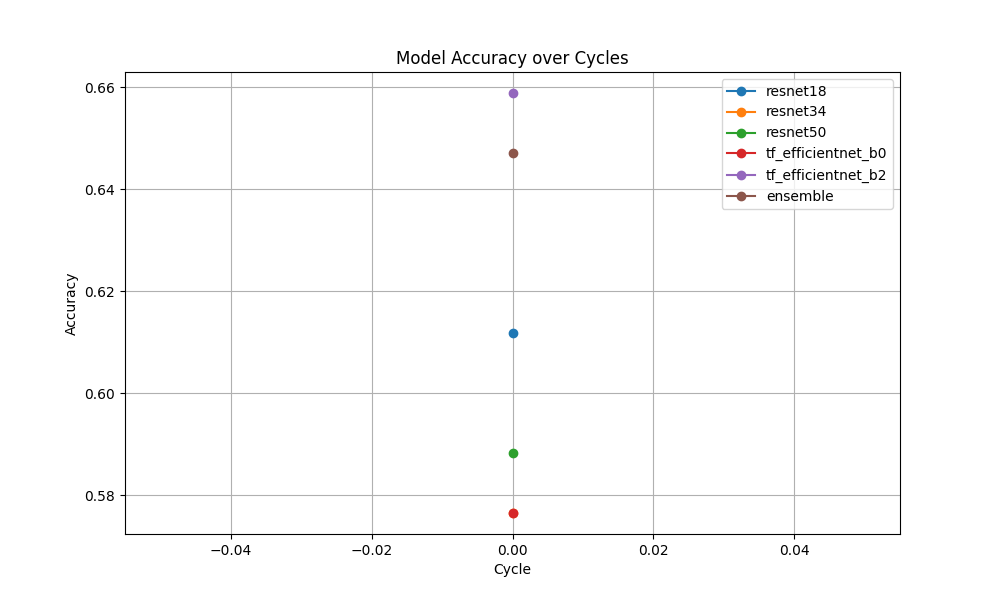 Model Accuracy over Cycles
resnet18
resnet34
resnet50
tf_efficientnet_b0
tf_efficientnet_b2
ensemble
Accuracy
0.66
0.64
0.62
0.60
0.58
−0.04
−0.02
0.00
0.02
0.04
Cycle